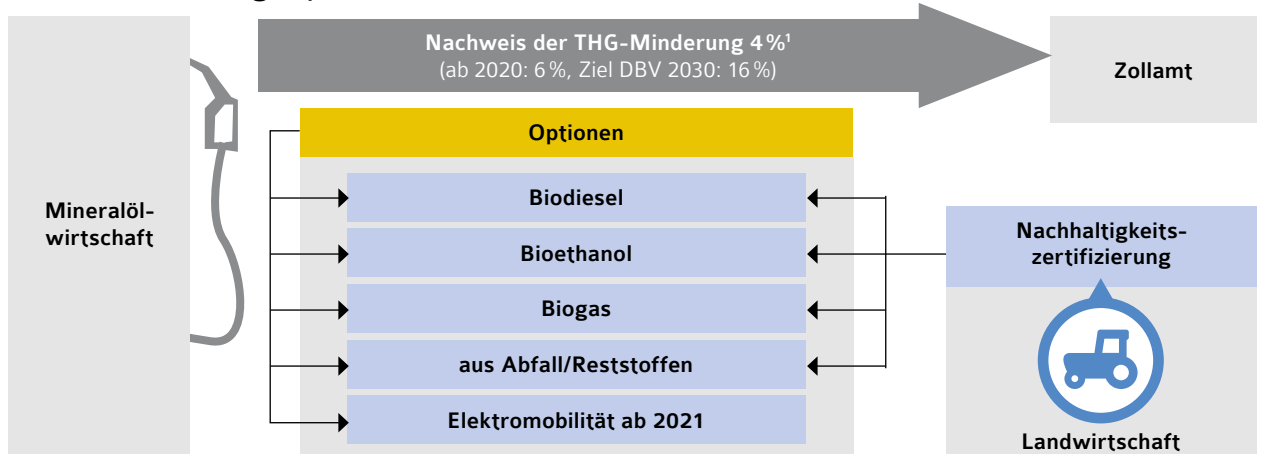 Nachweis der THG-Minderung 4 %¹
(ab 2020: 6 %, Ziel DBV 2030: 16 %)
Zollamt
Optionen
Mineralöl-
wirtschaft
Biodiesel
Bioethanol
Biogas
aus Abfall/Reststoffen
Elektromobilität ab 2021
Nachhaltigkeits-
zertifizierung
Landwirtschaft